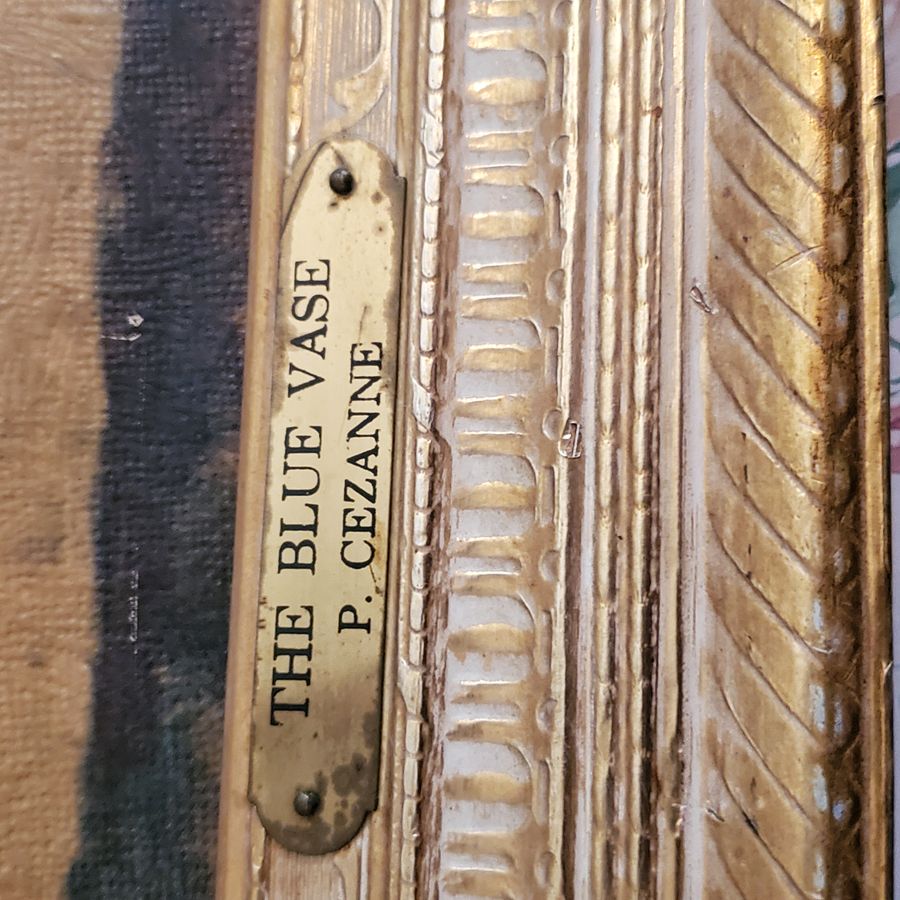 THE BLUE VASE
P. CEZANNE